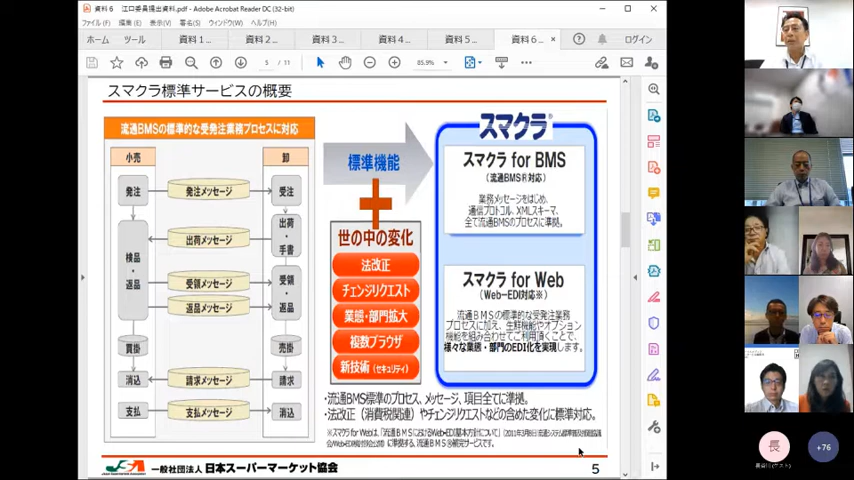 資料６　江口委員提出資料.pdf - Adobe Acrobat Reader DC (32-bit)
ファイル(F)　編集(E)　表示(V)　署名(S)　ウィンドウ(W)　ヘルプ(H)
ホーム　ツール　資料１...　資料２...　資料３...　資料４...　資料５...　資料６...　ログイン
5 / 11　85.9%
スマクラ標準サービスの概要
流通BMSの標準的な受発注業務プロセスに対応
小売　卸
発注　発注メッセージ　受注
出荷メッセージ　出荷・手書
検品・返品
受領メッセージ　受領・返品
返品メッセージ
買掛　売掛
消込　請求メッセージ　請求
支払　支払メッセージ　消込
標準機能
世の中の変化
法改正
チェンジリクエスト
業態・部門拡大
複数ブラウザ
新技術（セキュリティ）
スマクラ®
スマクラ for BMS
（流通BMS®対応）
業務メッセージをはじめ、
通信プロトコル、XMLスキーマ、
全て流通BMSのプロセスに準拠。
スマクラ for Web
（Web－EDI対応※）
流通BMSの標準的な受発注業務
プロセスに加え、生鮮機能やオプション
機能を組み合わせてご利用頂くことで、
様々な業態・部門のEDI化を実現します。
・流通BMS標準のプロセス、メッセージ、項目全てに準拠。
・法改正（消費税関連）やチェンジリクエストなどの含めた変化に標準対応。
一般社団法人 日本スーパーマーケット協会
5
長
+76